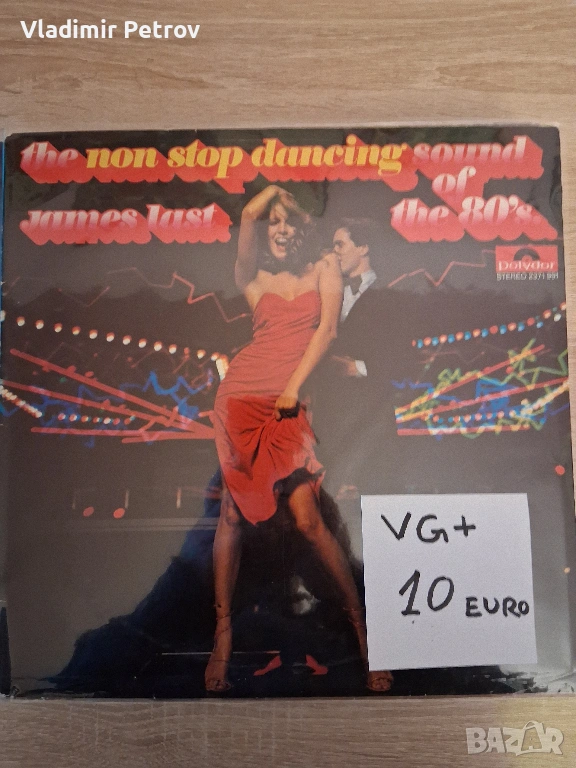 Vladimir Petrov
the non stop dancing sound
of
James last the 80's
Polydor
STEREO 2371 991
VG+
10 EURO
BAZAR